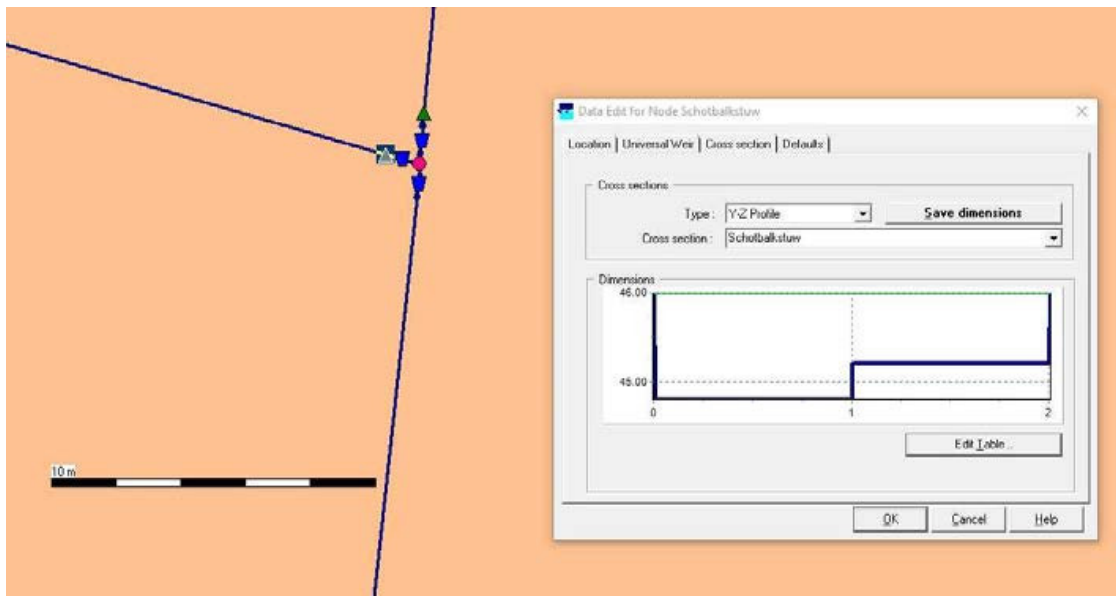 10 m
Data Edit for Node Schotbalkstuw
Location | Universal Weir | Cross section | Defaults |
Cross sections
Type : Y-Z Profile Save dimensions
Cross section : Schotbalkstuw
Dimensions
46.00
45.00
0 1 2
Edit Table...
OK Cancel Help